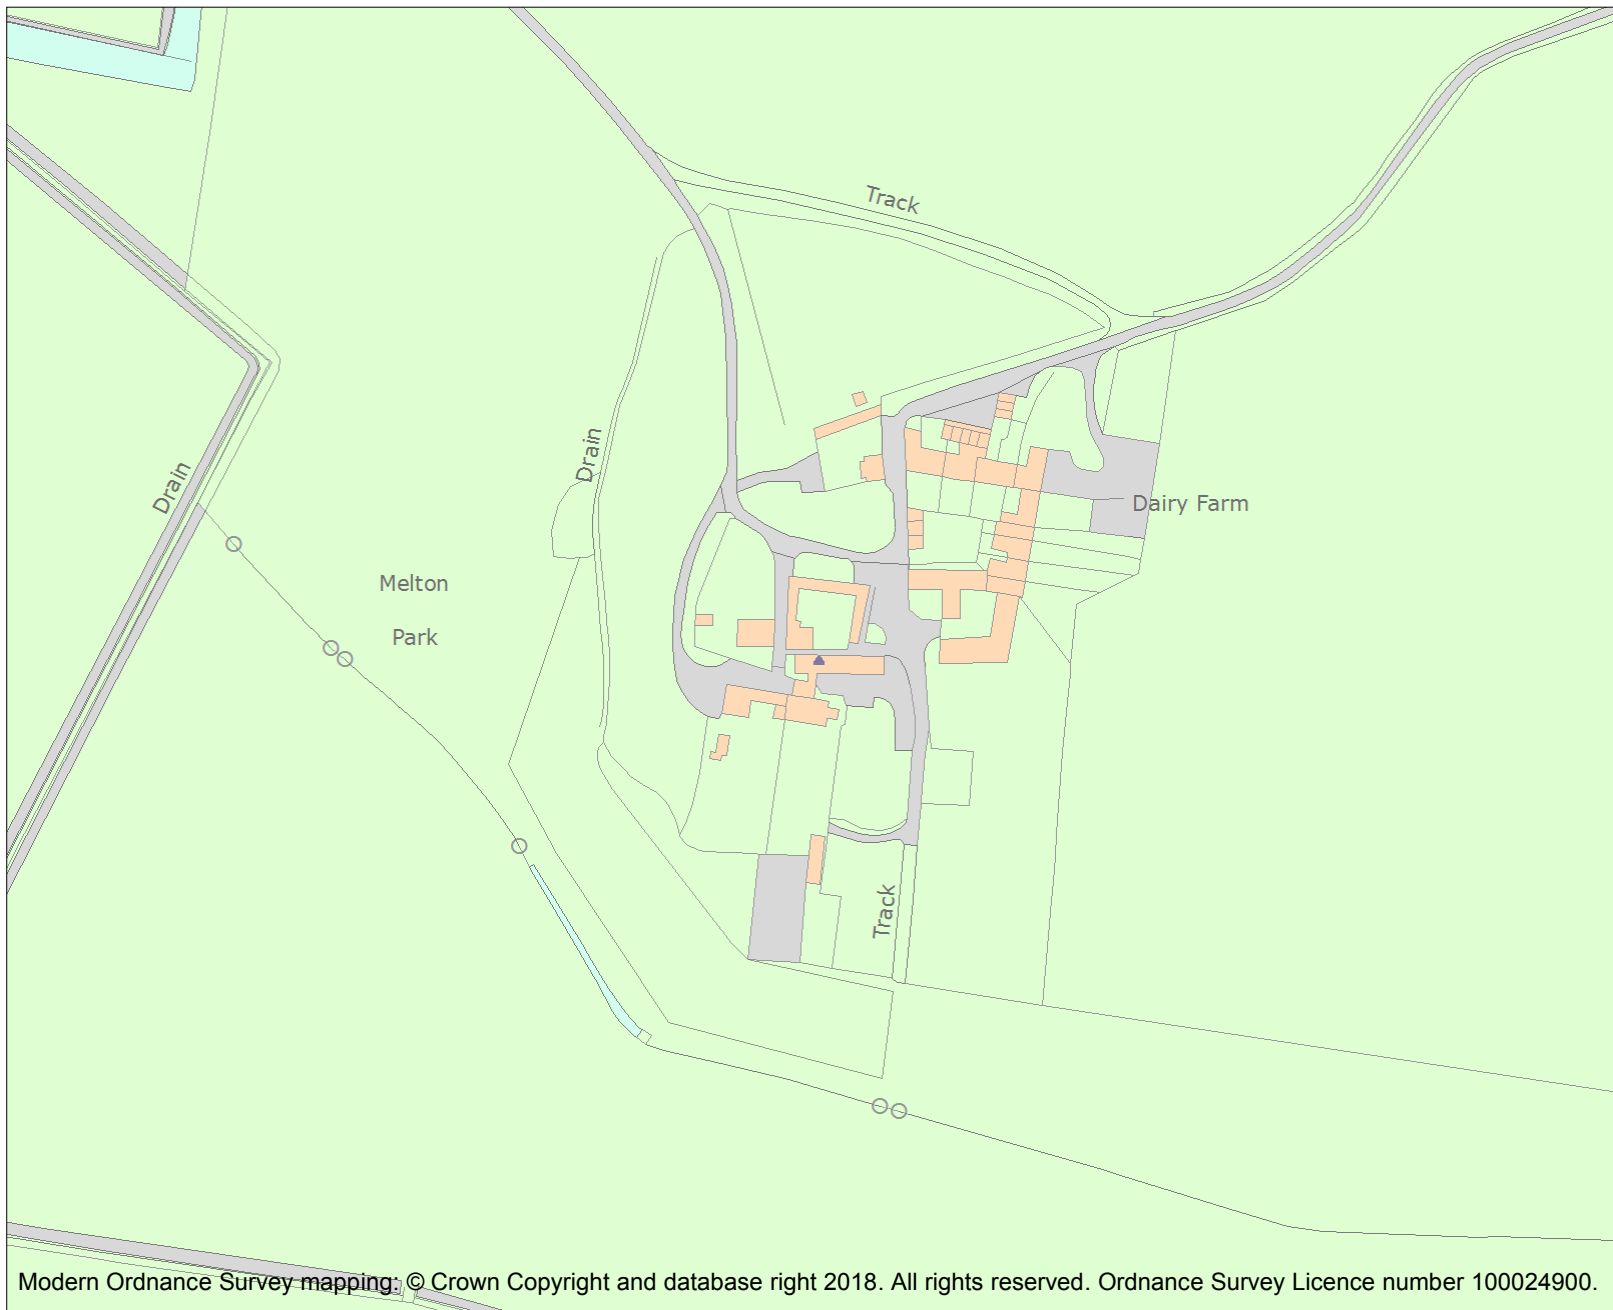 Track
Drain
Drain
Dairy Farm
Melton
Park
Track
Modern Ordnance Survey mapping: © Crown Copyright and database right 2018. All rights reserved. Ordnance Survey Licence number 100024900.